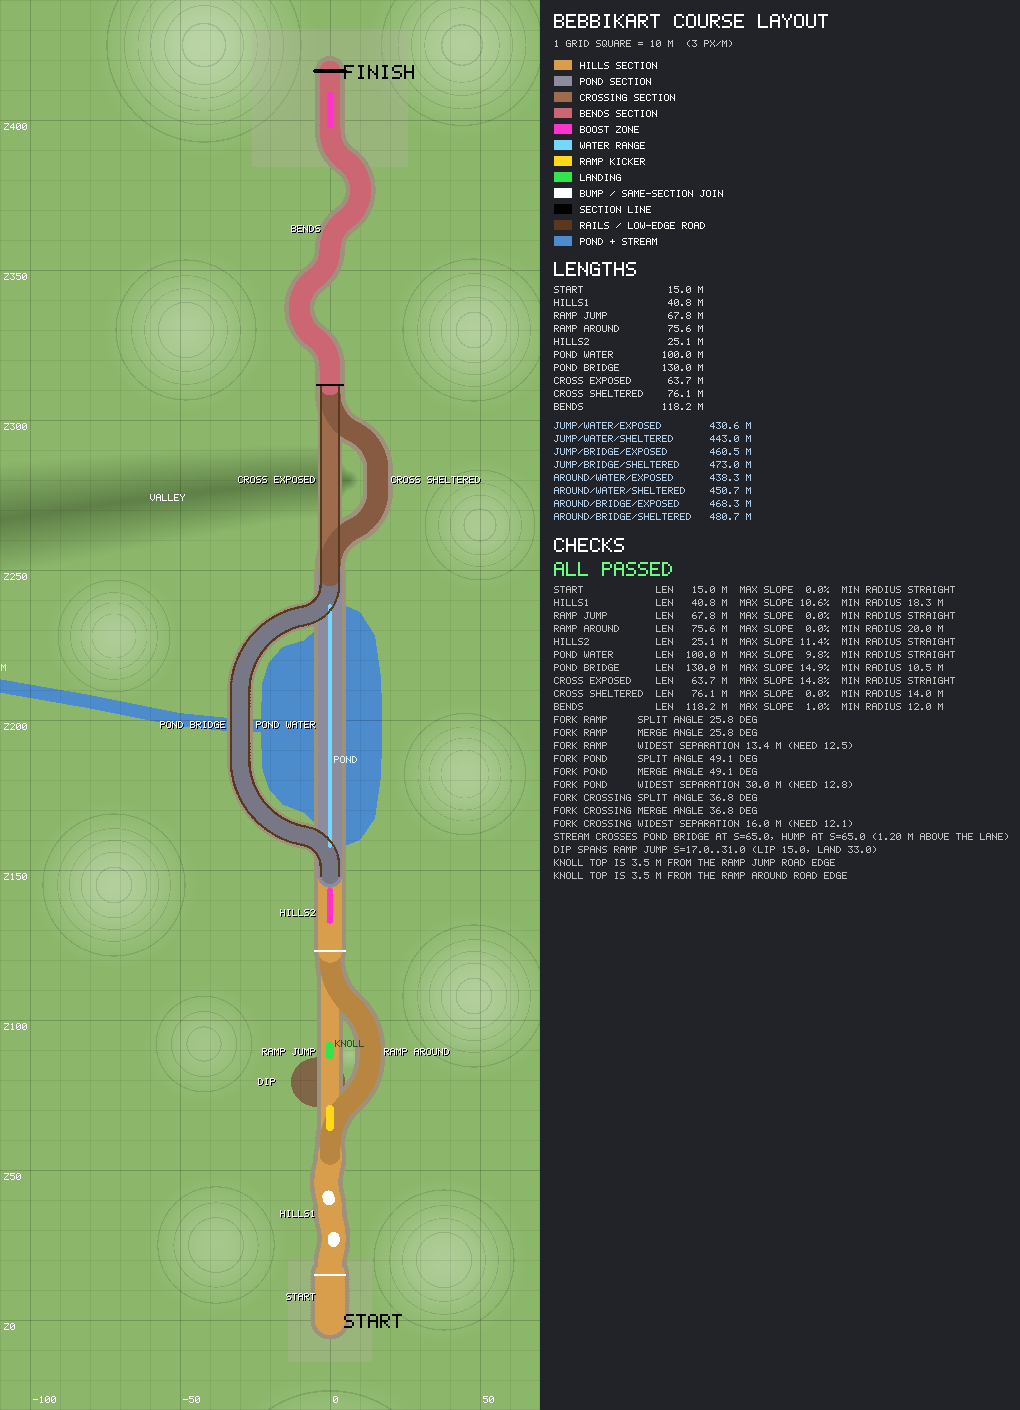 FINISH
Z400
BENDS
Z350
Z300
CROSS EXPOSED
CROSS SHELTERED
VALLEY
Z250
M
Z200
POND BRIDGE
POND WATER
POND
Z150
HILLS2
Z100
KNOLL
RAMP JUMP
RAMP AROUND
DIP
Z50
HILLS1
START
START
Z0
-100
-50
0
50
BEBBIKART COURSE LAYOUT
1 GRID SQUARE = 10 M (3 PX/M)
HILLS SECTION
POND SECTION
CROSSING SECTION
BENDS SECTION
BOOST ZONE
WATER RANGE
RAMP KICKER
LANDING
BUMP / SAME-SECTION JOIN
SECTION LINE
RAILS / LOW-EDGE ROAD
POND + STREAM
LENGTHS
START 15.0 M
HILLS1 40.8 M
RAMP JUMP 67.8 M
RAMP AROUND 75.6 M
HILLS2 25.1 M
POND WATER 100.0 M
POND BRIDGE 130.0 M
CROSS EXPOSED 63.7 M
CROSS SHELTERED 76.1 M
BENDS 118.2 M
JUMP/WATER/EXPOSED 430.6 M
JUMP/WATER/SHELTERED 443.0 M
JUMP/BRIDGE/EXPOSED 460.5 M
JUMP/BRIDGE/SHELTERED 473.0 M
AROUND/WATER/EXPOSED 438.3 M
AROUND/WATER/SHELTERED 450.7 M
AROUND/BRIDGE/EXPOSED 468.3 M
AROUND/BRIDGE/SHELTERED 480.7 M
CHECKS
ALL PASSED
START LEN 15.0 M MAX SLOPE 0.0% MIN RADIUS STRAIGHT
HILLS1 LEN 40.8 M MAX SLOPE 10.6% MIN RADIUS 18.3 M
RAMP JUMP LEN 67.8 M MAX SLOPE 0.0% MIN RADIUS STRAIGHT
RAMP AROUND LEN 75.6 M MAX SLOPE 0.0% MIN RADIUS 20.0 M
HILLS2 LEN 25.1 M MAX SLOPE 11.4% MIN RADIUS STRAIGHT
POND WATER LEN 100.0 M MAX SLOPE 9.8% MIN RADIUS STRAIGHT
POND BRIDGE LEN 130.0 M MAX SLOPE 14.9% MIN RADIUS 10.5 M
CROSS EXPOSED LEN 63.7 M MAX SLOPE 14.8% MIN RADIUS STRAIGHT
CROSS SHELTERED LEN 76.1 M MAX SLOPE 0.0% MIN RADIUS 14.0 M
BENDS LEN 118.2 M MAX SLOPE 1.0% MIN RADIUS 12.0 M
FORK RAMP SPLIT ANGLE 25.8 DEG
FORK RAMP MERGE ANGLE 25.8 DEG
FORK RAMP WIDEST SEPARATION 13.4 M (NEED 12.5)
FORK POND SPLIT ANGLE 49.1 DEG
FORK POND MERGE ANGLE 49.1 DEG
FORK POND WIDEST SEPARATION 30.0 M (NEED 12.8)
FORK CROSSING SPLIT ANGLE 36.8 DEG
FORK CROSSING MERGE ANGLE 36.8 DEG
FORK CROSSING WIDEST SEPARATION 16.0 M (NEED 12.1)
STREAM CROSSES POND BRIDGE AT S=65.0, HUMP AT S=65.0 (1.20 M ABOVE THE LANE)
DIP SPANS RAMP JUMP S=17.0..31.0 (LIP 15.0, LAND 33.0)
KNOLL TOP IS 3.5 M FROM THE RAMP JUMP ROAD EDGE
KNOLL TOP IS 3.5 M FROM THE RAMP AROUND ROAD EDGE